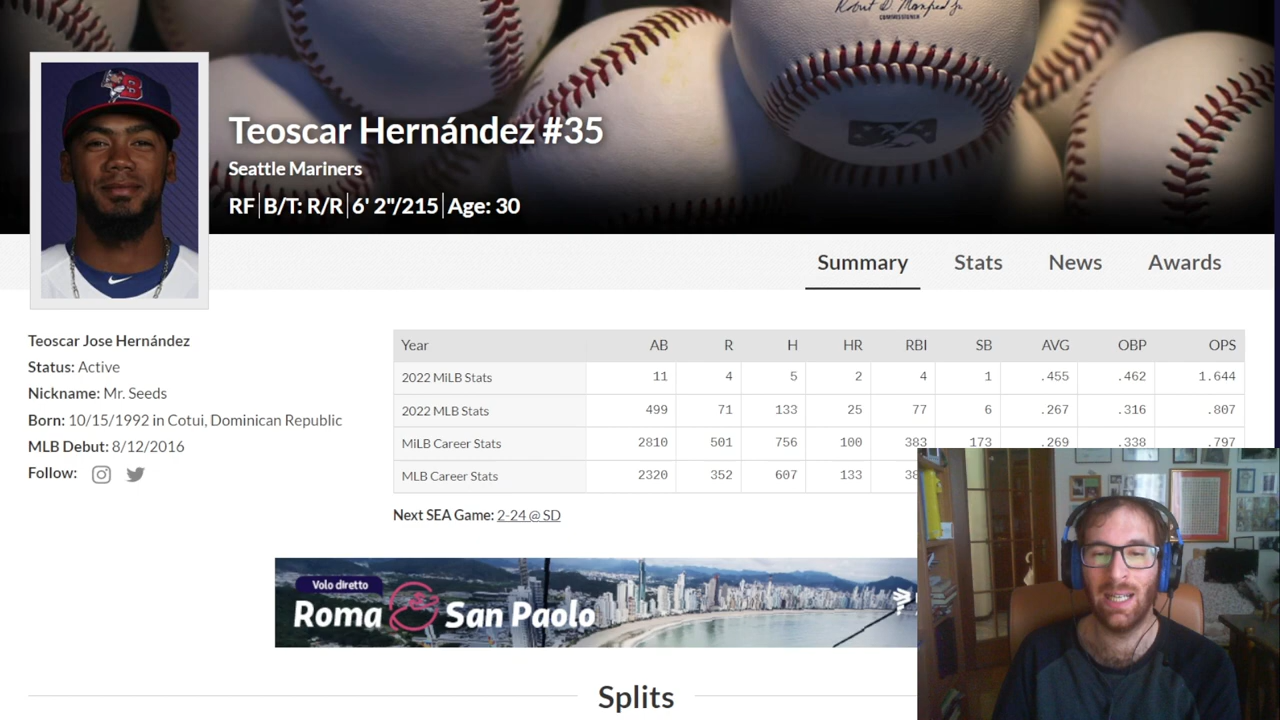 Robert D. Manfred Jr.
COMMISSIONER
B
Teoscar Hernández #35
Seattle Mariners
RF B/T: R/R 6' 2"/215 Age: 30
Summary Stats News Awards
Teoscar Jose Hernández
Status: Active
Nickname: Mr. Seeds
Born: 10/15/1992 in Cotui, Dominican Republic
MLB Debut: 8/12/2016
Follow:
Year AB R H HR RBI SB AVG OBP OPS
2022 MiLB Stats 11 4 5 2 4 1 .455 .462 1.644
2022 MLB Stats 499 71 133 25 77 6 .267 .316 .807
MiLB Career Stats 2810 501 756 100 383 173 .269 .338 .797
MLB Career Stats 2320 352 607 133 38
Next SEA Game: 2-24 @ SD
Volo diretto
Roma San Paolo
Splits